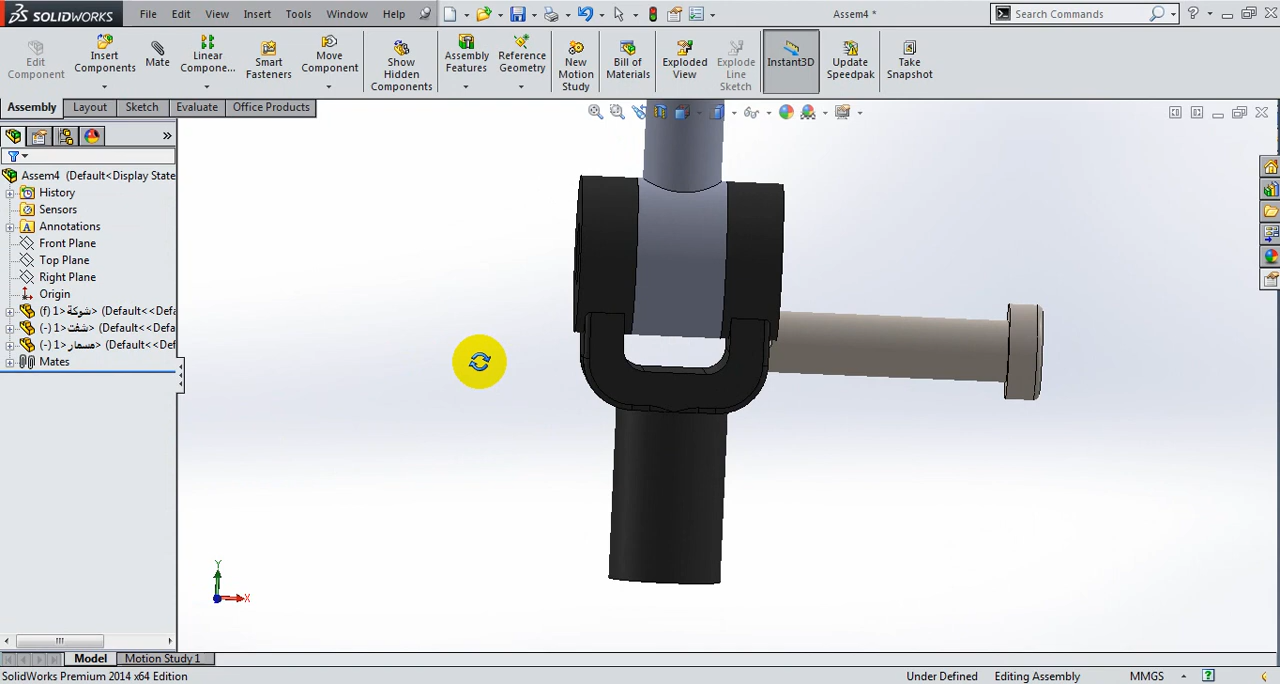 SOLIDWORKS File Edit View Insert Tools Window Help Assem4 * Search Commands
Edit Component
Insert Components
Mate
Linear Compone...
Smart Fasteners
Move Component
Show Hidden Components
Assembly Features
Reference Geometry
New Motion Study
Bill of Materials
Exploded View
Explode Line Sketch
Instant3D
Update Speedpak
Take Snapshot
Assembly Layout Sketch Evaluate Office Products
Assem4 (Default<Display State
History
Sensors
Annotations
Front Plane
Top Plane
Right Plane
Origin
(f) شوكة<1> (Default<<Defa
(-) شفت<1> (Default<<Defa
(-) مسمار<1> (Default<<Def
Mates
Y
X
Model Motion Study 1
SolidWorks Premium 2014 x64 Edition Under Defined Editing Assembly MMGS